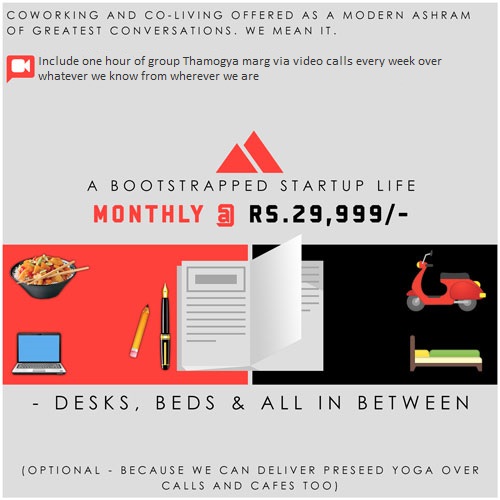 COWORKING AND CO-LIVING OFFERED AS A MODERN ASHRAM
OF GREATEST CONVERSATIONS. WE MEAN IT.
Include one hour of group Thamogya marg via video calls every week over
whatever we know from wherever we are
A BOOTSTRAPPED STARTUP LIFE
MONTHLY @ RS.29,999/-
- DESKS, BEDS & ALL IN BETWEEN
(OPTIONAL - BECAUSE WE CAN DELIVER PRESEED YOGA OVER
CALLS AND CAFES TOO)